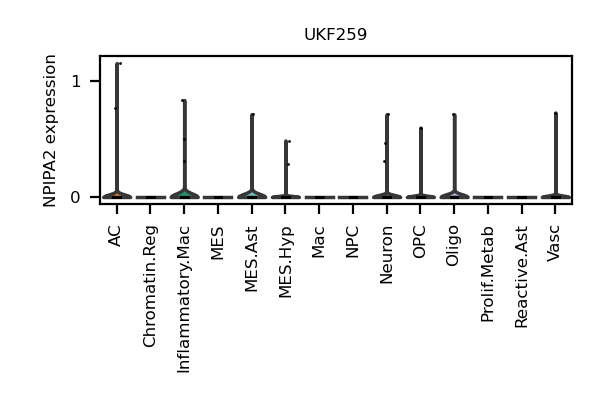 UKF259
NPIPA2 expression
1
0
AC
Chromatin.Reg
Inflammatory.Mac
MES
MES.Ast
MES.Hyp
Mac
NPC
Neuron
OPC
Oligo
Prolif.Metab
Reactive.Ast
Vasc